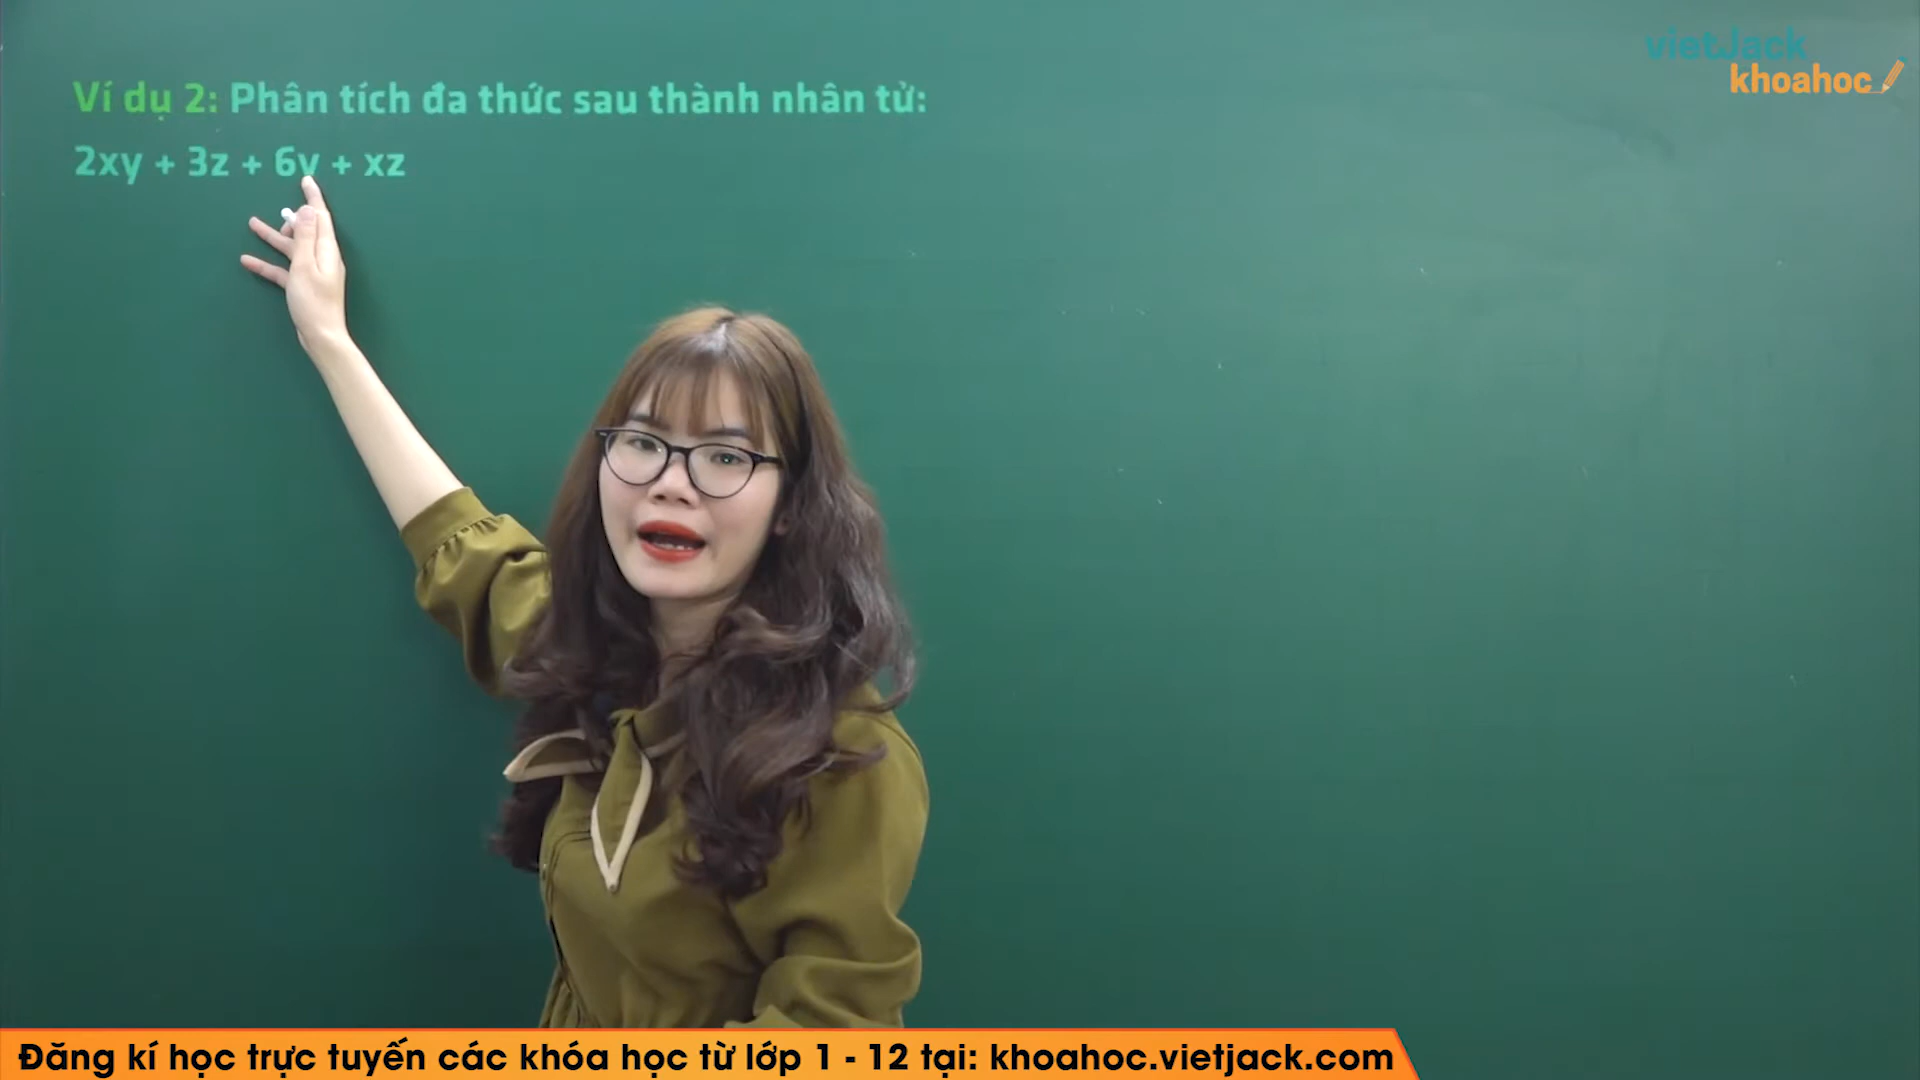 vietJack
khoahoc
Ví dụ 2: Phân tích đa thức sau thành nhân tử:
2xy + 3z + 6y + xz
Đăng kí học trực tuyến các khóa học từ lớp 1 - 12 tại: khoahoc.vietjack.com